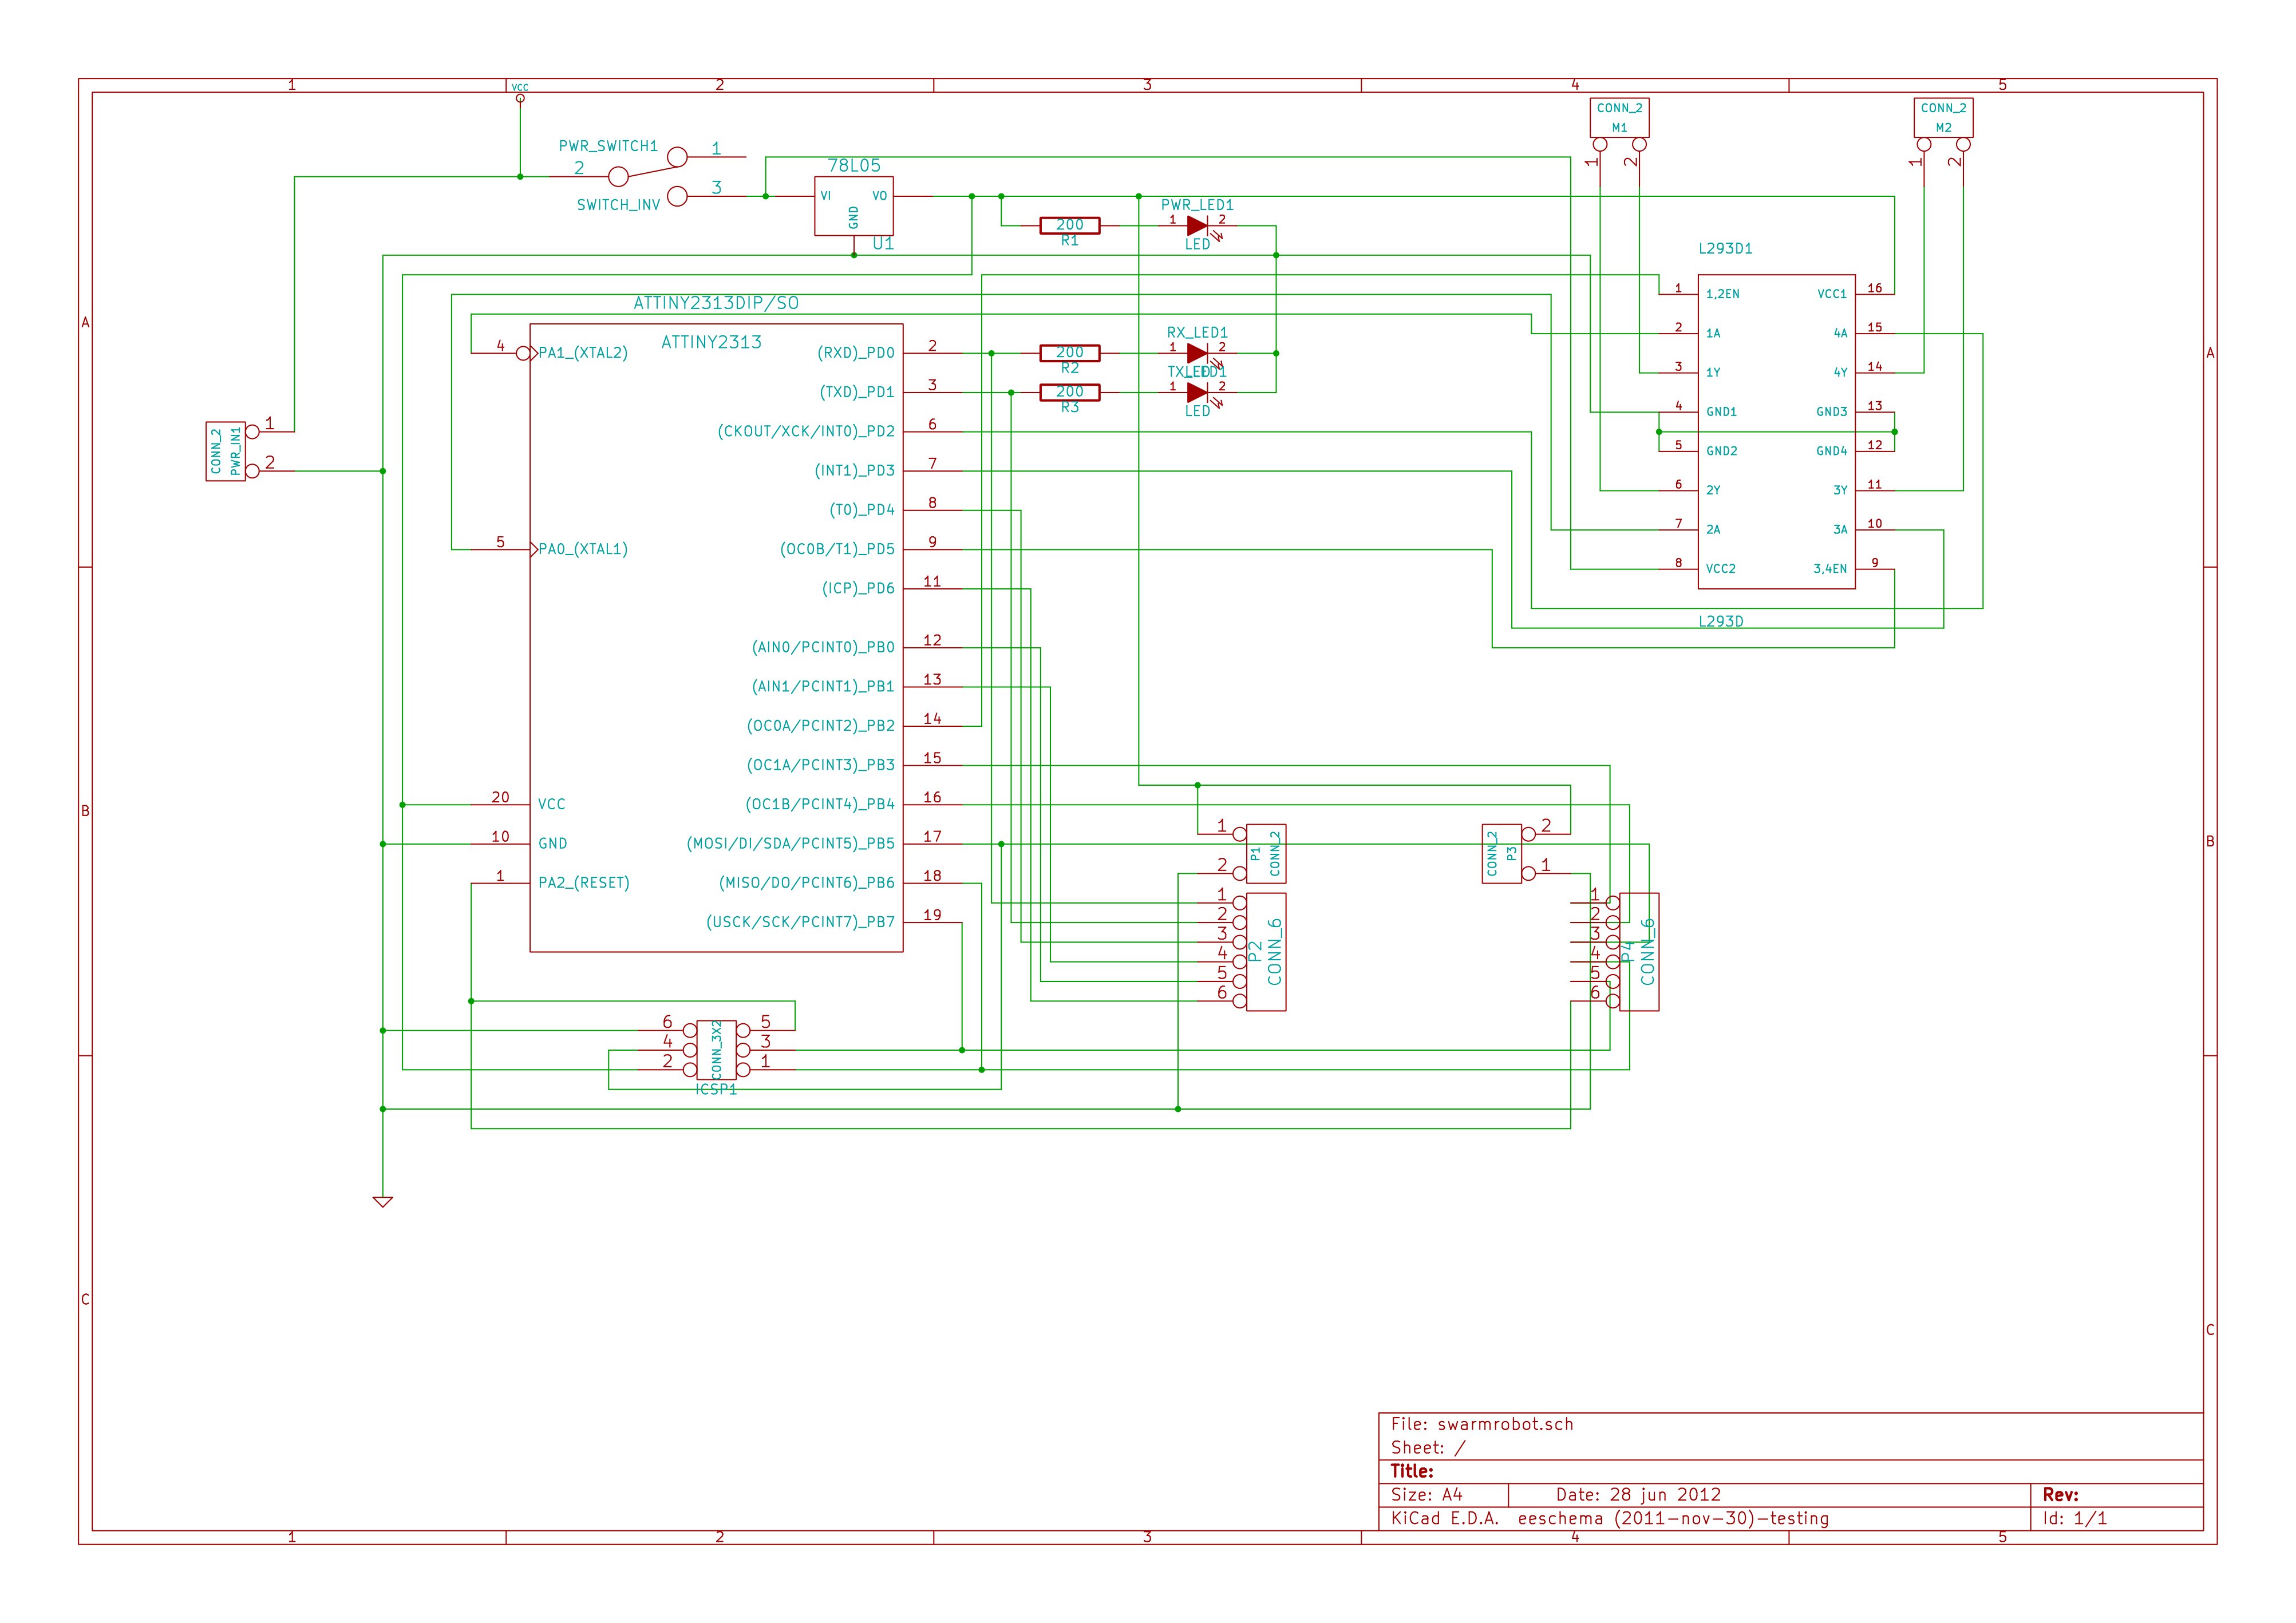 1 2 3 4 5
VCC
CONN_2
M1
1 2
CONN_2
M2
1 2
PWR_SWITCH1
2 1
3
SWITCH_INV
78L05
VI VO
GND
U1
200
R1
PWR_LED1
1 2
LED
L293D1
1 1,2EN VCC1 16
2 1A 4A 15
3 1Y 4Y 14
4 GND1 GND3 13
5 GND2 GND4 12
6 2Y 3Y 11
7 2A 3A 10
8 VCC2 3,4EN 9
L293D
ATTINY2313DIP/SO
ATTINY2313
4 PA1_(XTAL2)
5 PA0_(XTAL1)
20 VCC
10 GND
1 PA2_(RESET)
(RXD)_PD0 2
(TXD)_PD1 3
(CKOUT/XCK/INT0)_PD2 6
(INT1)_PD3 7
(T0)_PD4 8
(OC0B/T1)_PD5 9
(ICP)_PD6 11
(AIN0/PCINT0)_PB0 12
(AIN1/PCINT1)_PB1 13
(OC0A/PCINT2)_PB2 14
(OC1A/PCINT3)_PB3 15
(OC1B/PCINT4)_PB4 16
(MOSI/DI/SDA/PCINT5)_PB5 17
(MISO/DO/PCINT6)_PB6 18
(USCK/SCK/PCINT7)_PB7 19
200
R2
RX_LED1
1 2
LED
200
R3
TX_LED1
1 2
LED
CONN_2
PWR_IN1
1
2
1
2
P1
CONN_2
CONN_2
P3
2
1
1
2
3
4
5
6
P2
CONN_6
1
2
3
4
5
6
P4
CONN_6
6 5
4 3
2 1
CONN_3X2
ICSP1
A
B
C
A
B
C
File: swarmrobot.sch
Sheet: /
Title:
Size: A4 Date: 28 jun 2012 Rev:
KiCad E.D.A. eeschema (2011-nov-30)-testing Id: 1/1
1 2 3 4 5